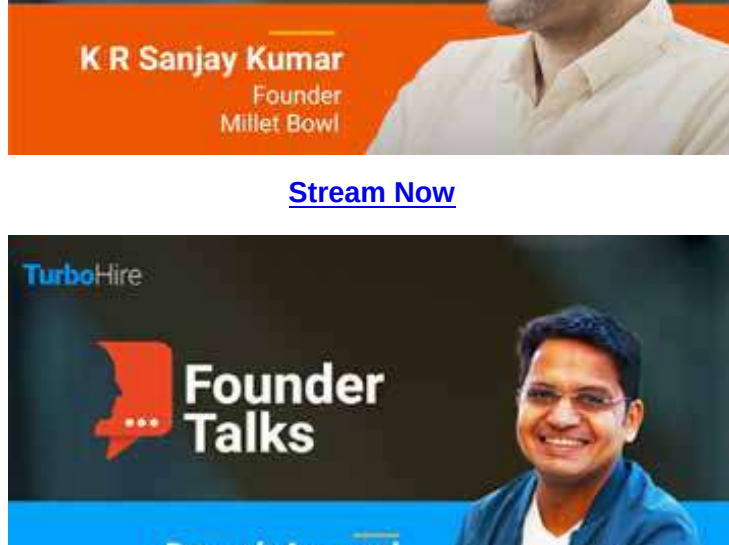 K R Sanjay Kumar
Founder
Millet Bowl
Stream Now
TurboHire
Founder
Talks